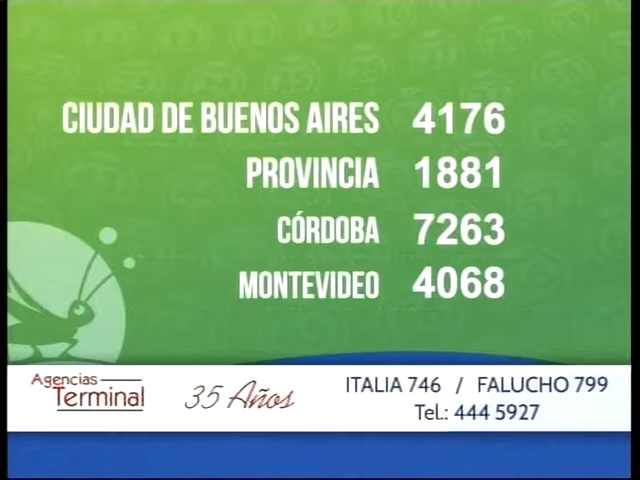 CIUDAD DE BUENOS AIRES 4176
PROVINCIA 1881
CÓRDOBA 7263
MONTEVIDEO 4068
Agencias
Terminal
35 Años
ITALIA 746 / FALUCHO 799
Tel.: 444 5927